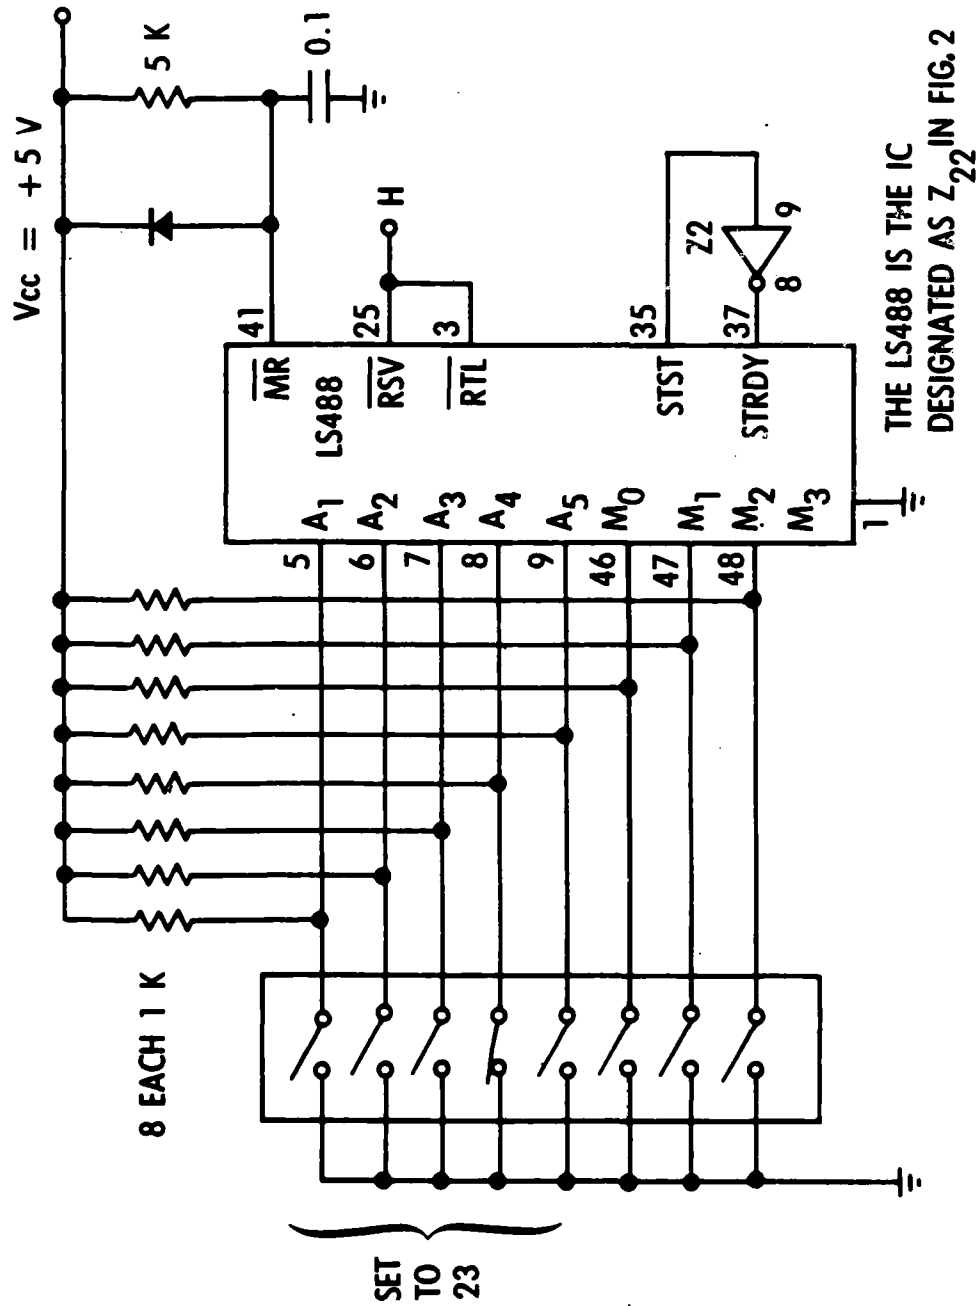 Vcc = +5 V
5 K
0.1
8 EACH 1 K
SET
TO
23
5
6
7
8
9
46
47
48
A1
A2
A3
A4
A5
M0
M1
M2
M3
LS488
MR
RSV
RTL
STST
STRDY
41
25
3
35
37
H
Z2
9
8
1
THE LS488 IS THE IC
DESIGNATED AS Z22 IN FIG. 2